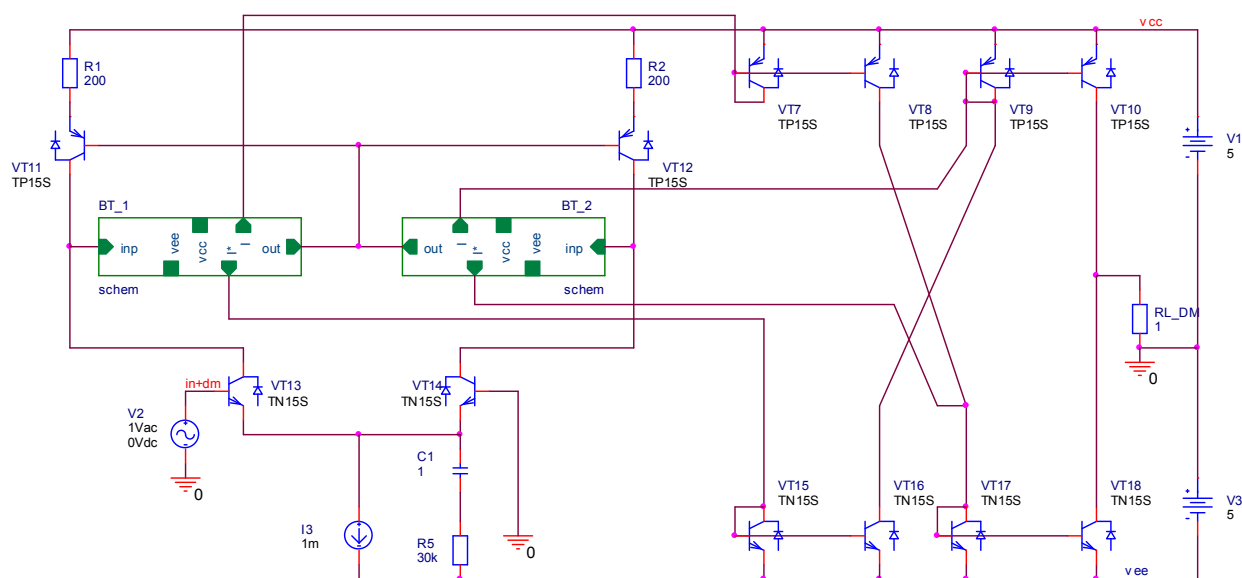 vcc
R1
200
R2
200
VT7
TP15S
VT8
TP15S
VT9
TP15S
VT10
TP15S
VT11
TP15S
VT12
TP15S
V1
5
BT_1
BT_2
inp
vee
vcc
I*
I
out
out
I
I*
vcc
vee
inp
schem
schem
RL_DM
1
0
in+dm
VT13
TN15S
VT14
TN15S
V2
1Vac
0Vdc
0
C1
1
I3
1m
R5
30k
0
VT15
TN15S
VT16
TN15S
VT17
TN15S
VT18
TN15S
V3
5
vee